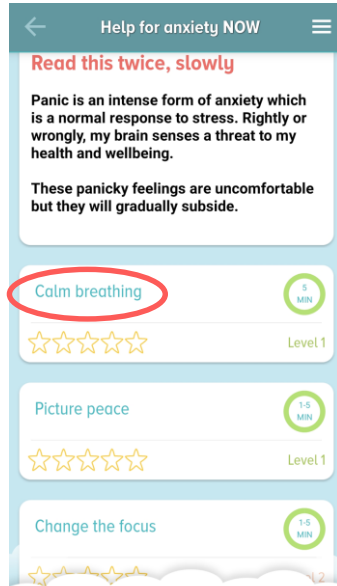 Help for anxiety NOW
Read this twice, slowly
Panic is an intense form of anxiety which
is a normal response to stress. Rightly or
wrongly, my brain senses a threat to my
health and wellbeing.
These panicky feelings are uncomfortable
but they will gradually subside.
Calm breathing
5
MIN
Level 1
Picture peace
1-5
MIN
Level 1
Change the focus
1-5
MIN
2